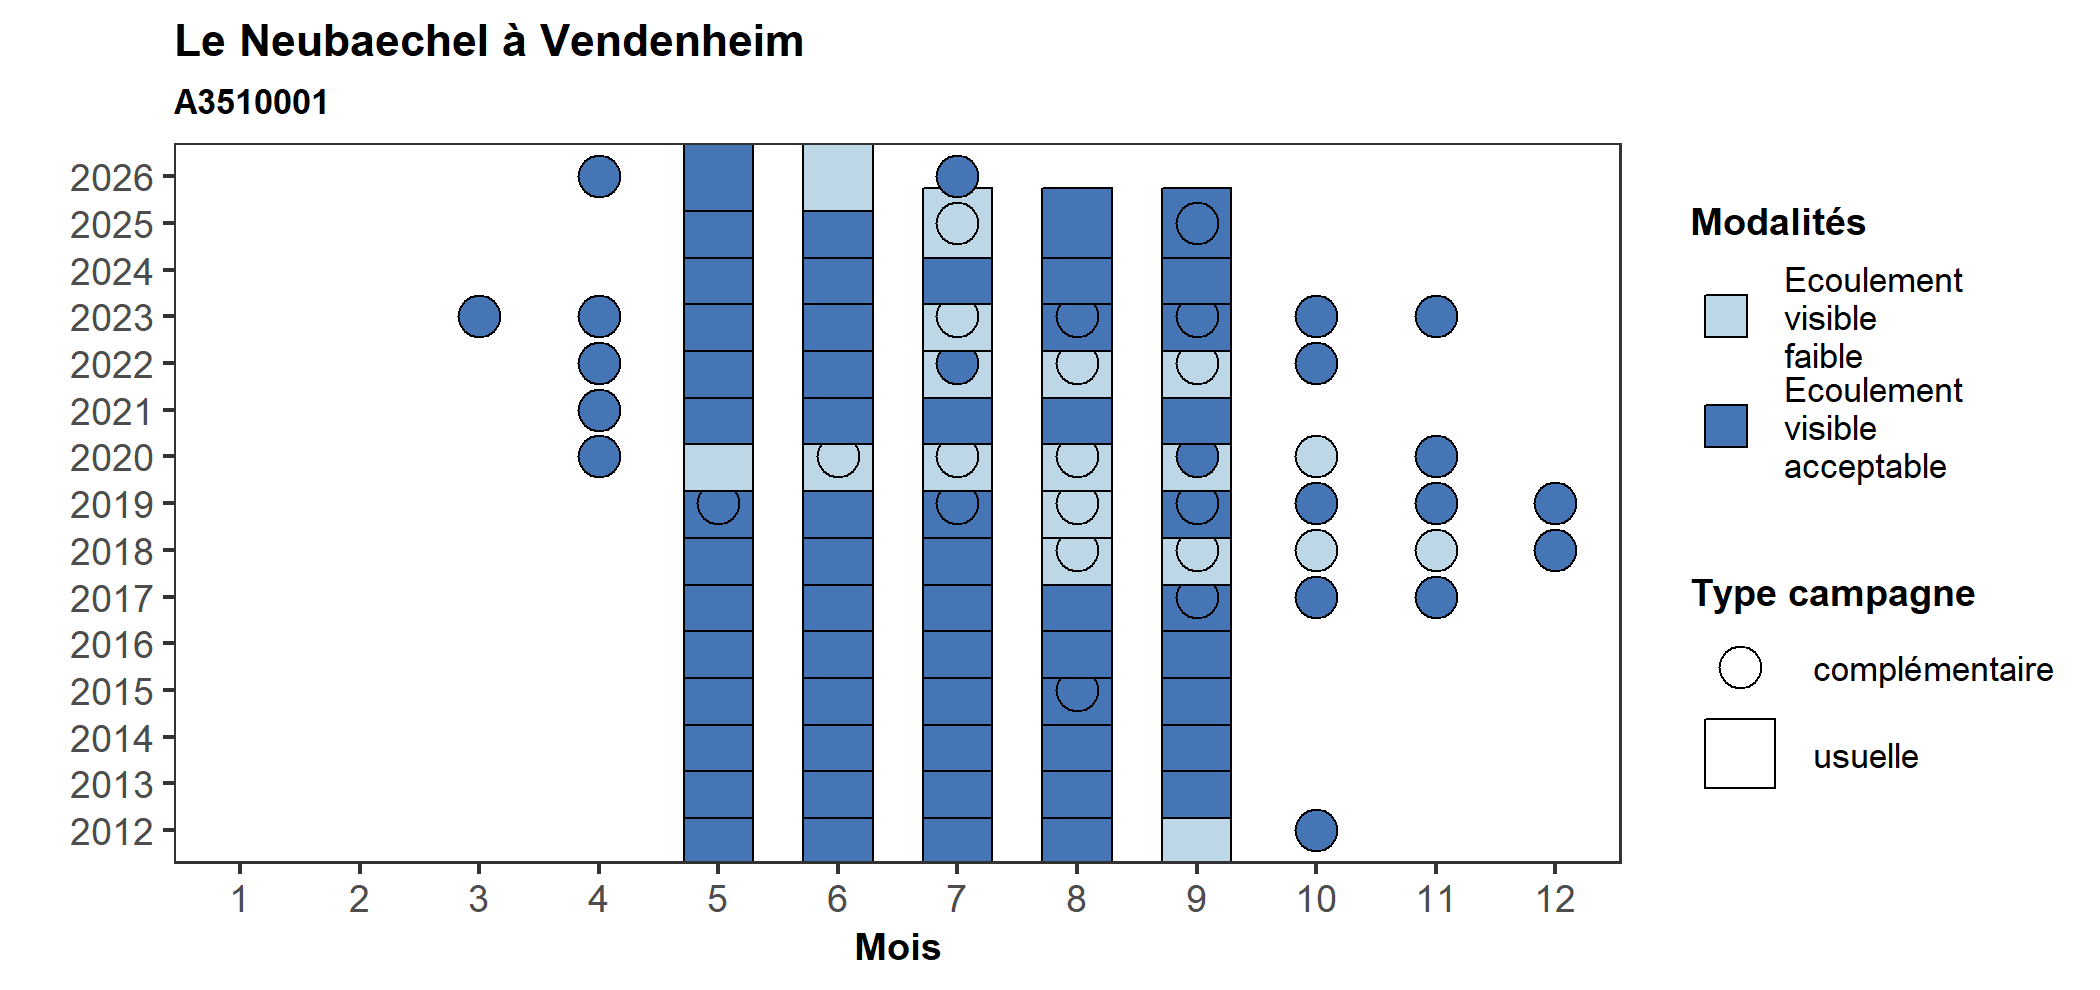 Le Neubaechel à Vendenheim
A3510001
2026
2025
2024
2023
2022
2021
2020
2019
2018
2017
2016
2015
2014
2013
2012
1 2 3 4 5 6 7 8 9 10 11 12
Mois
Modalités
Ecoulement
visible
faible
Ecoulement
visible
acceptable
Type campagne
complémentaire
usuelle